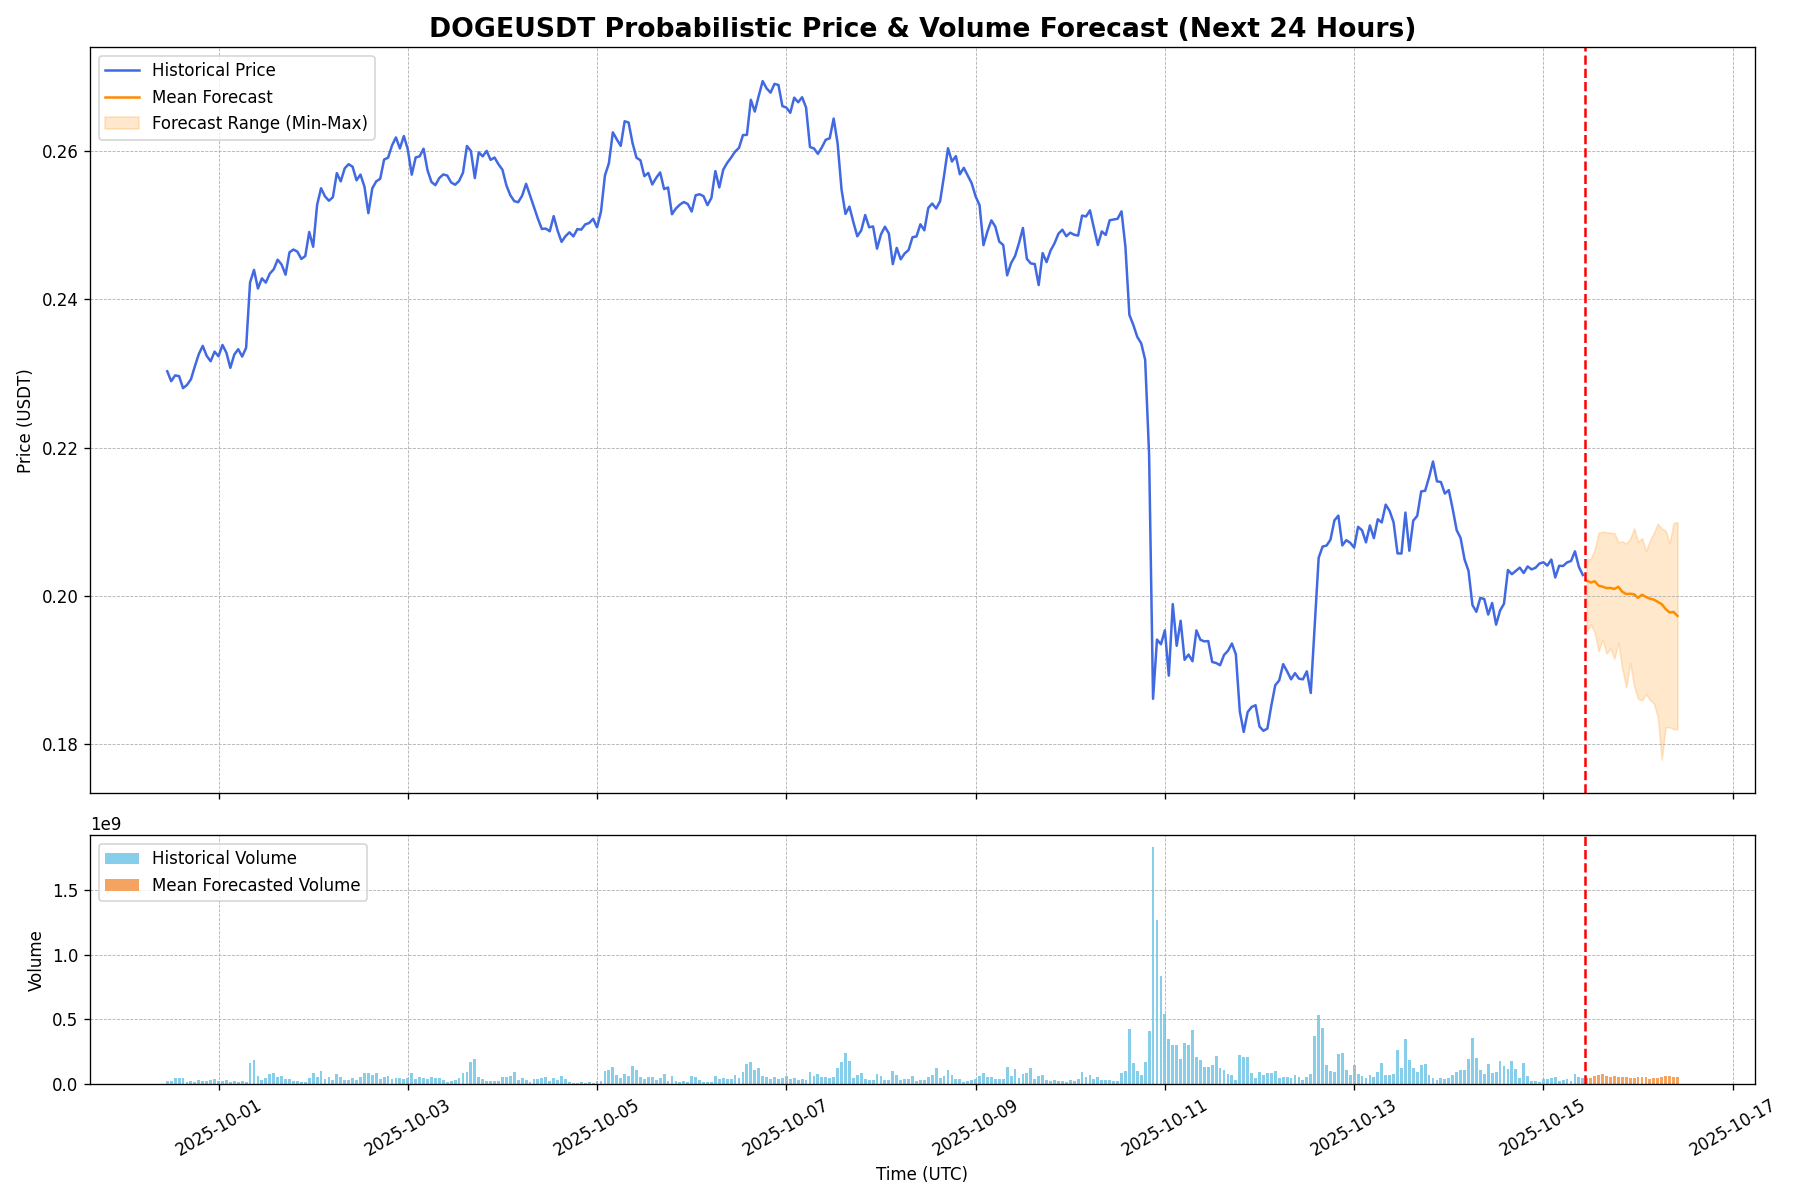 DOGEUSDT Probabilistic Price & Volume Forecast (Next 24 Hours)
Historical Price
Mean Forecast
Forecast Range (Min-Max)
Price (USDT)
0.26
0.24
0.22
0.20
0.18
1e9
Historical Volume
Mean Forecasted Volume
Volume
1.5
1.0
0.5
0.0
2025-10-01
2025-10-03
2025-10-05
2025-10-07
2025-10-09
2025-10-11
2025-10-13
2025-10-15
2025-10-17
Time (UTC)